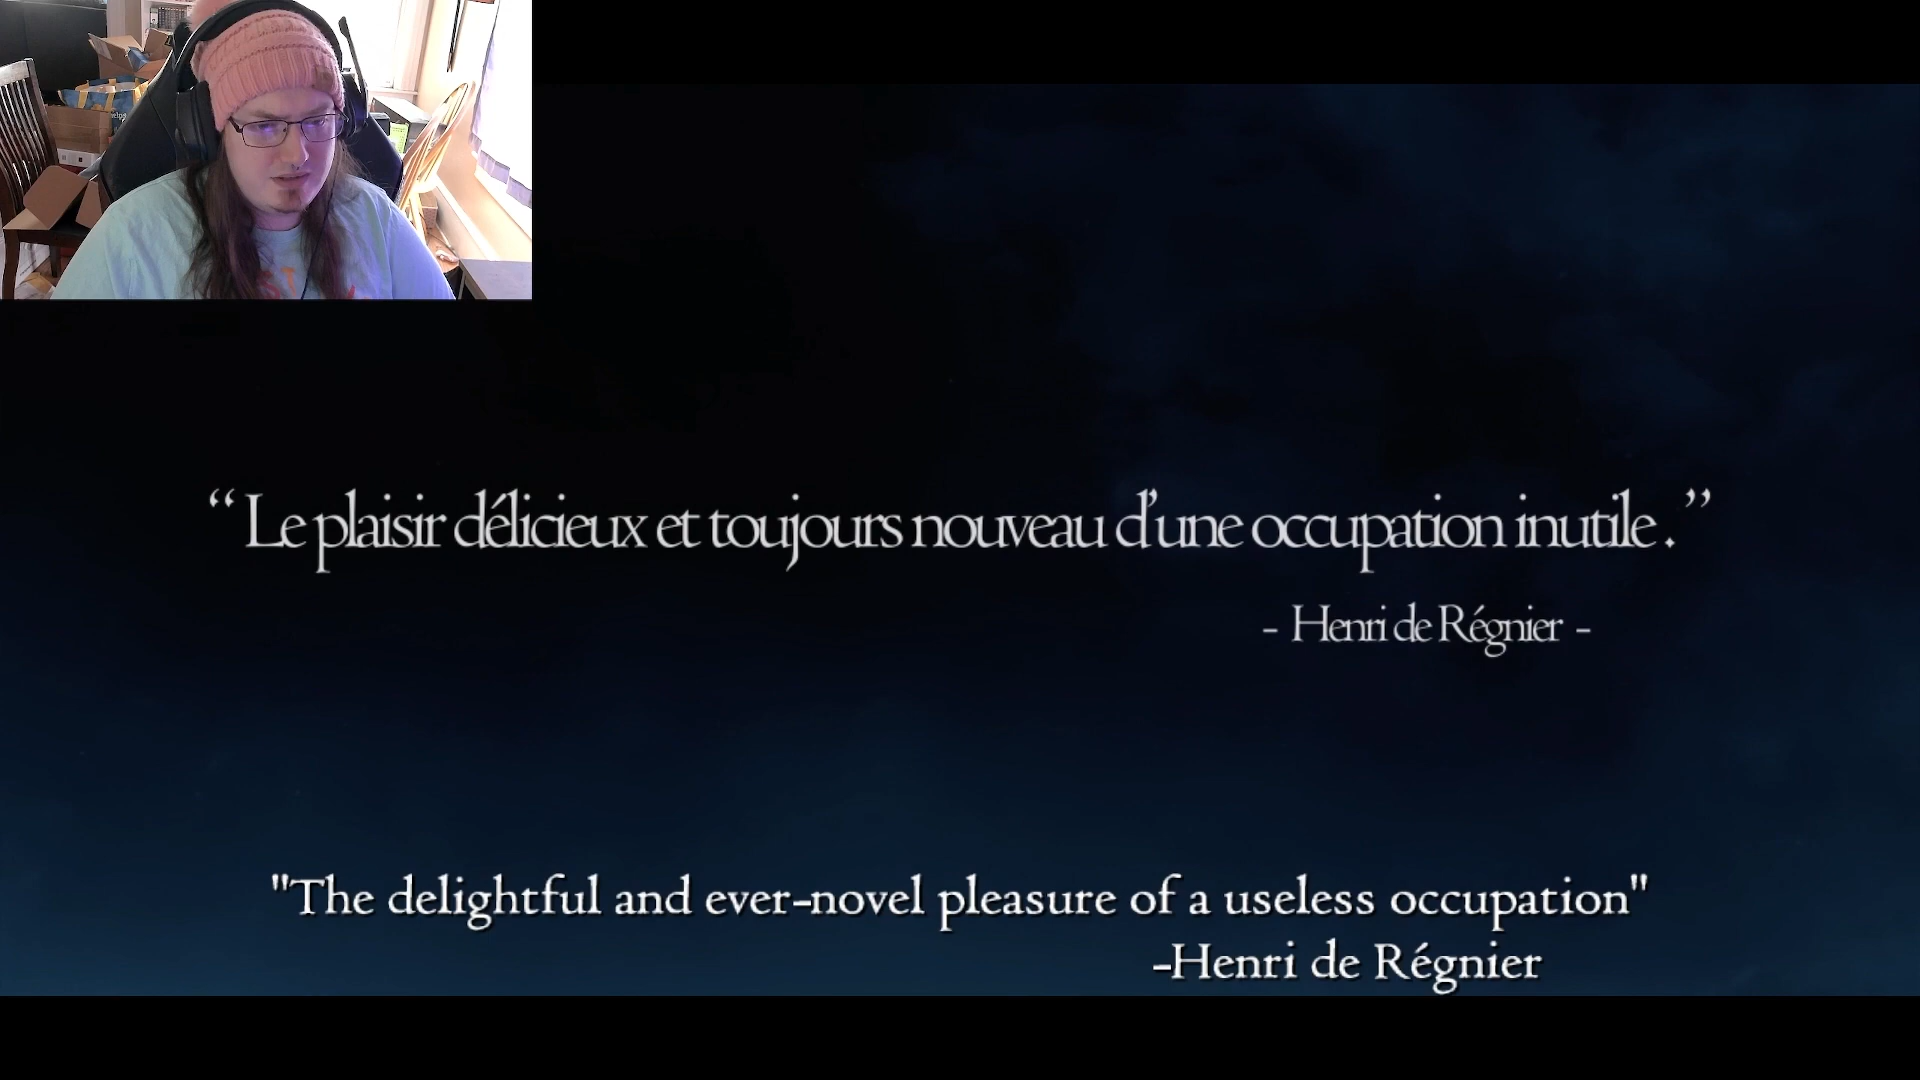 “Le plaisir délicieux et toujours nouveau d’une occupation inutile.”
- Henri de Régnier -
"The delightful and ever-novel pleasure of a useless occupation"
-Henri de Régnier